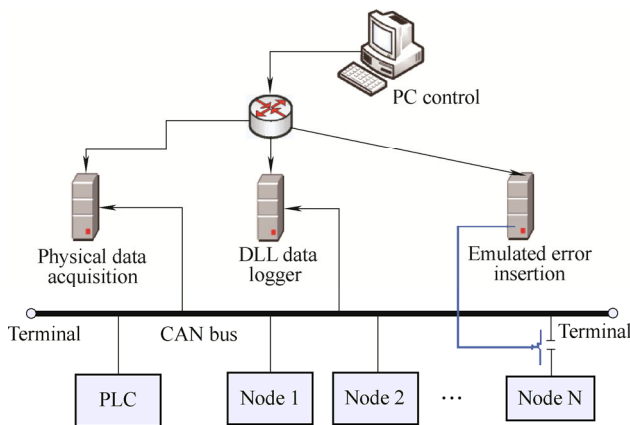 PC control
Physical data
acquisition
DLL data
logger
Emulated error
insertion
Terminal
CAN bus
Terminal
PLC
Node 1
Node 2
...
Node N